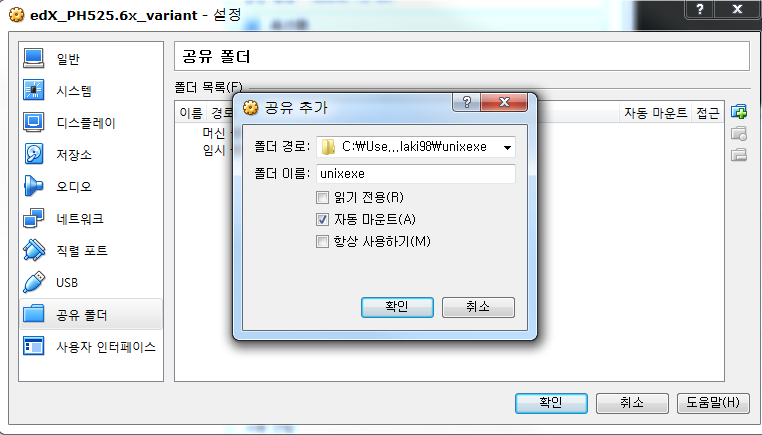 edX_PH525.6x_variant - 설정
일반
시스템
디스플레이
저장소
오디오
네트워크
직렬 포트
USB
공유 폴더
사용자 인터페이스
공유 폴더
폴더 목록(F)
이름 경로 자동 마운트 접근
머신
임시
공유 추가
폴더 경로: C:\Use...laki98\unixexe
폴더 이름: unixexe
읽기 전용(R)
자동 마운트(A)
항상 사용하기(M)
확인 취소
확인 취소 도움말(H)